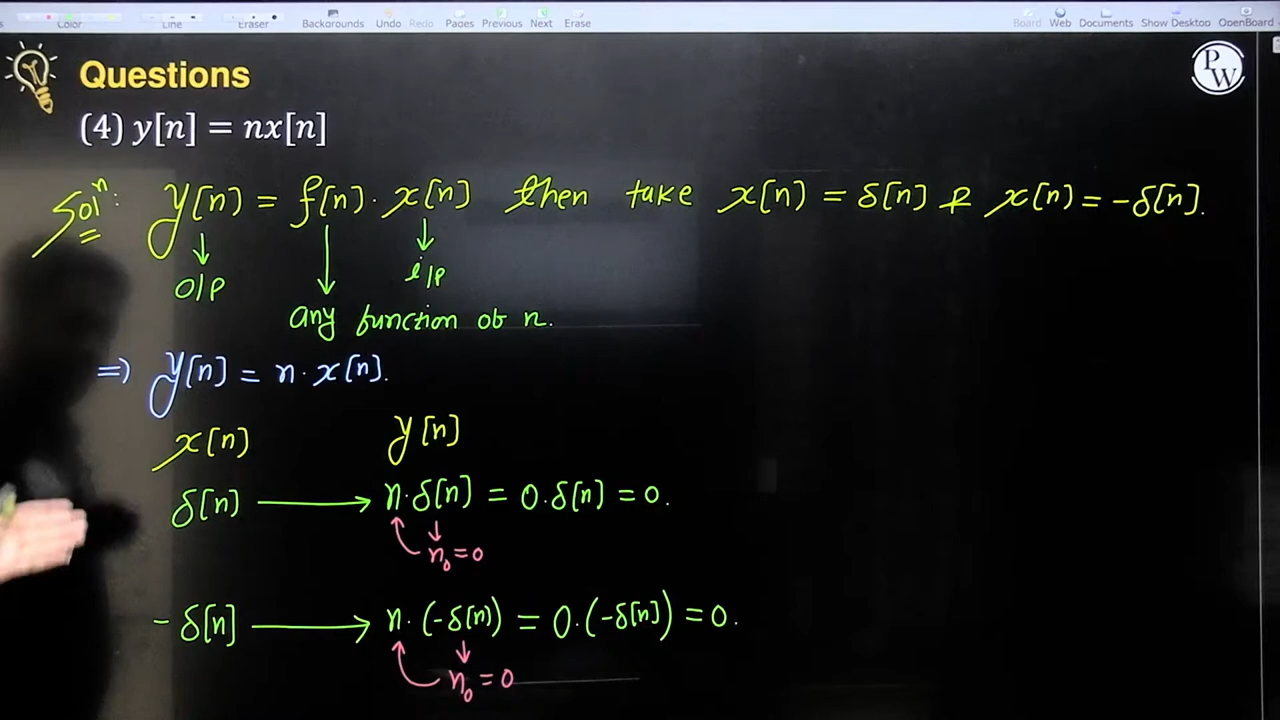 Color Line Eraser Backgrounds Undo Redo Pages Previous Next Erase Board Web Documents Show Desktop OpenBoard
Questions
PW
(4) y[n] = nx[n]
Solⁿ: y[n] = f[n] · x[n] then take x[n] = δ[n] & x[n] = -δ[n].
↓ ↓ ↓
o/p i/p
any function of n.
⇒ y[n] = n · x[n].
x[n] y[n]
δ[n] ⟶ n·δ[n] = 0·δ[n] = 0.
n₀ = 0
-δ[n] ⟶ n·(-δ[n]) = 0·(-δ[n]) = 0.
n₀ = 0